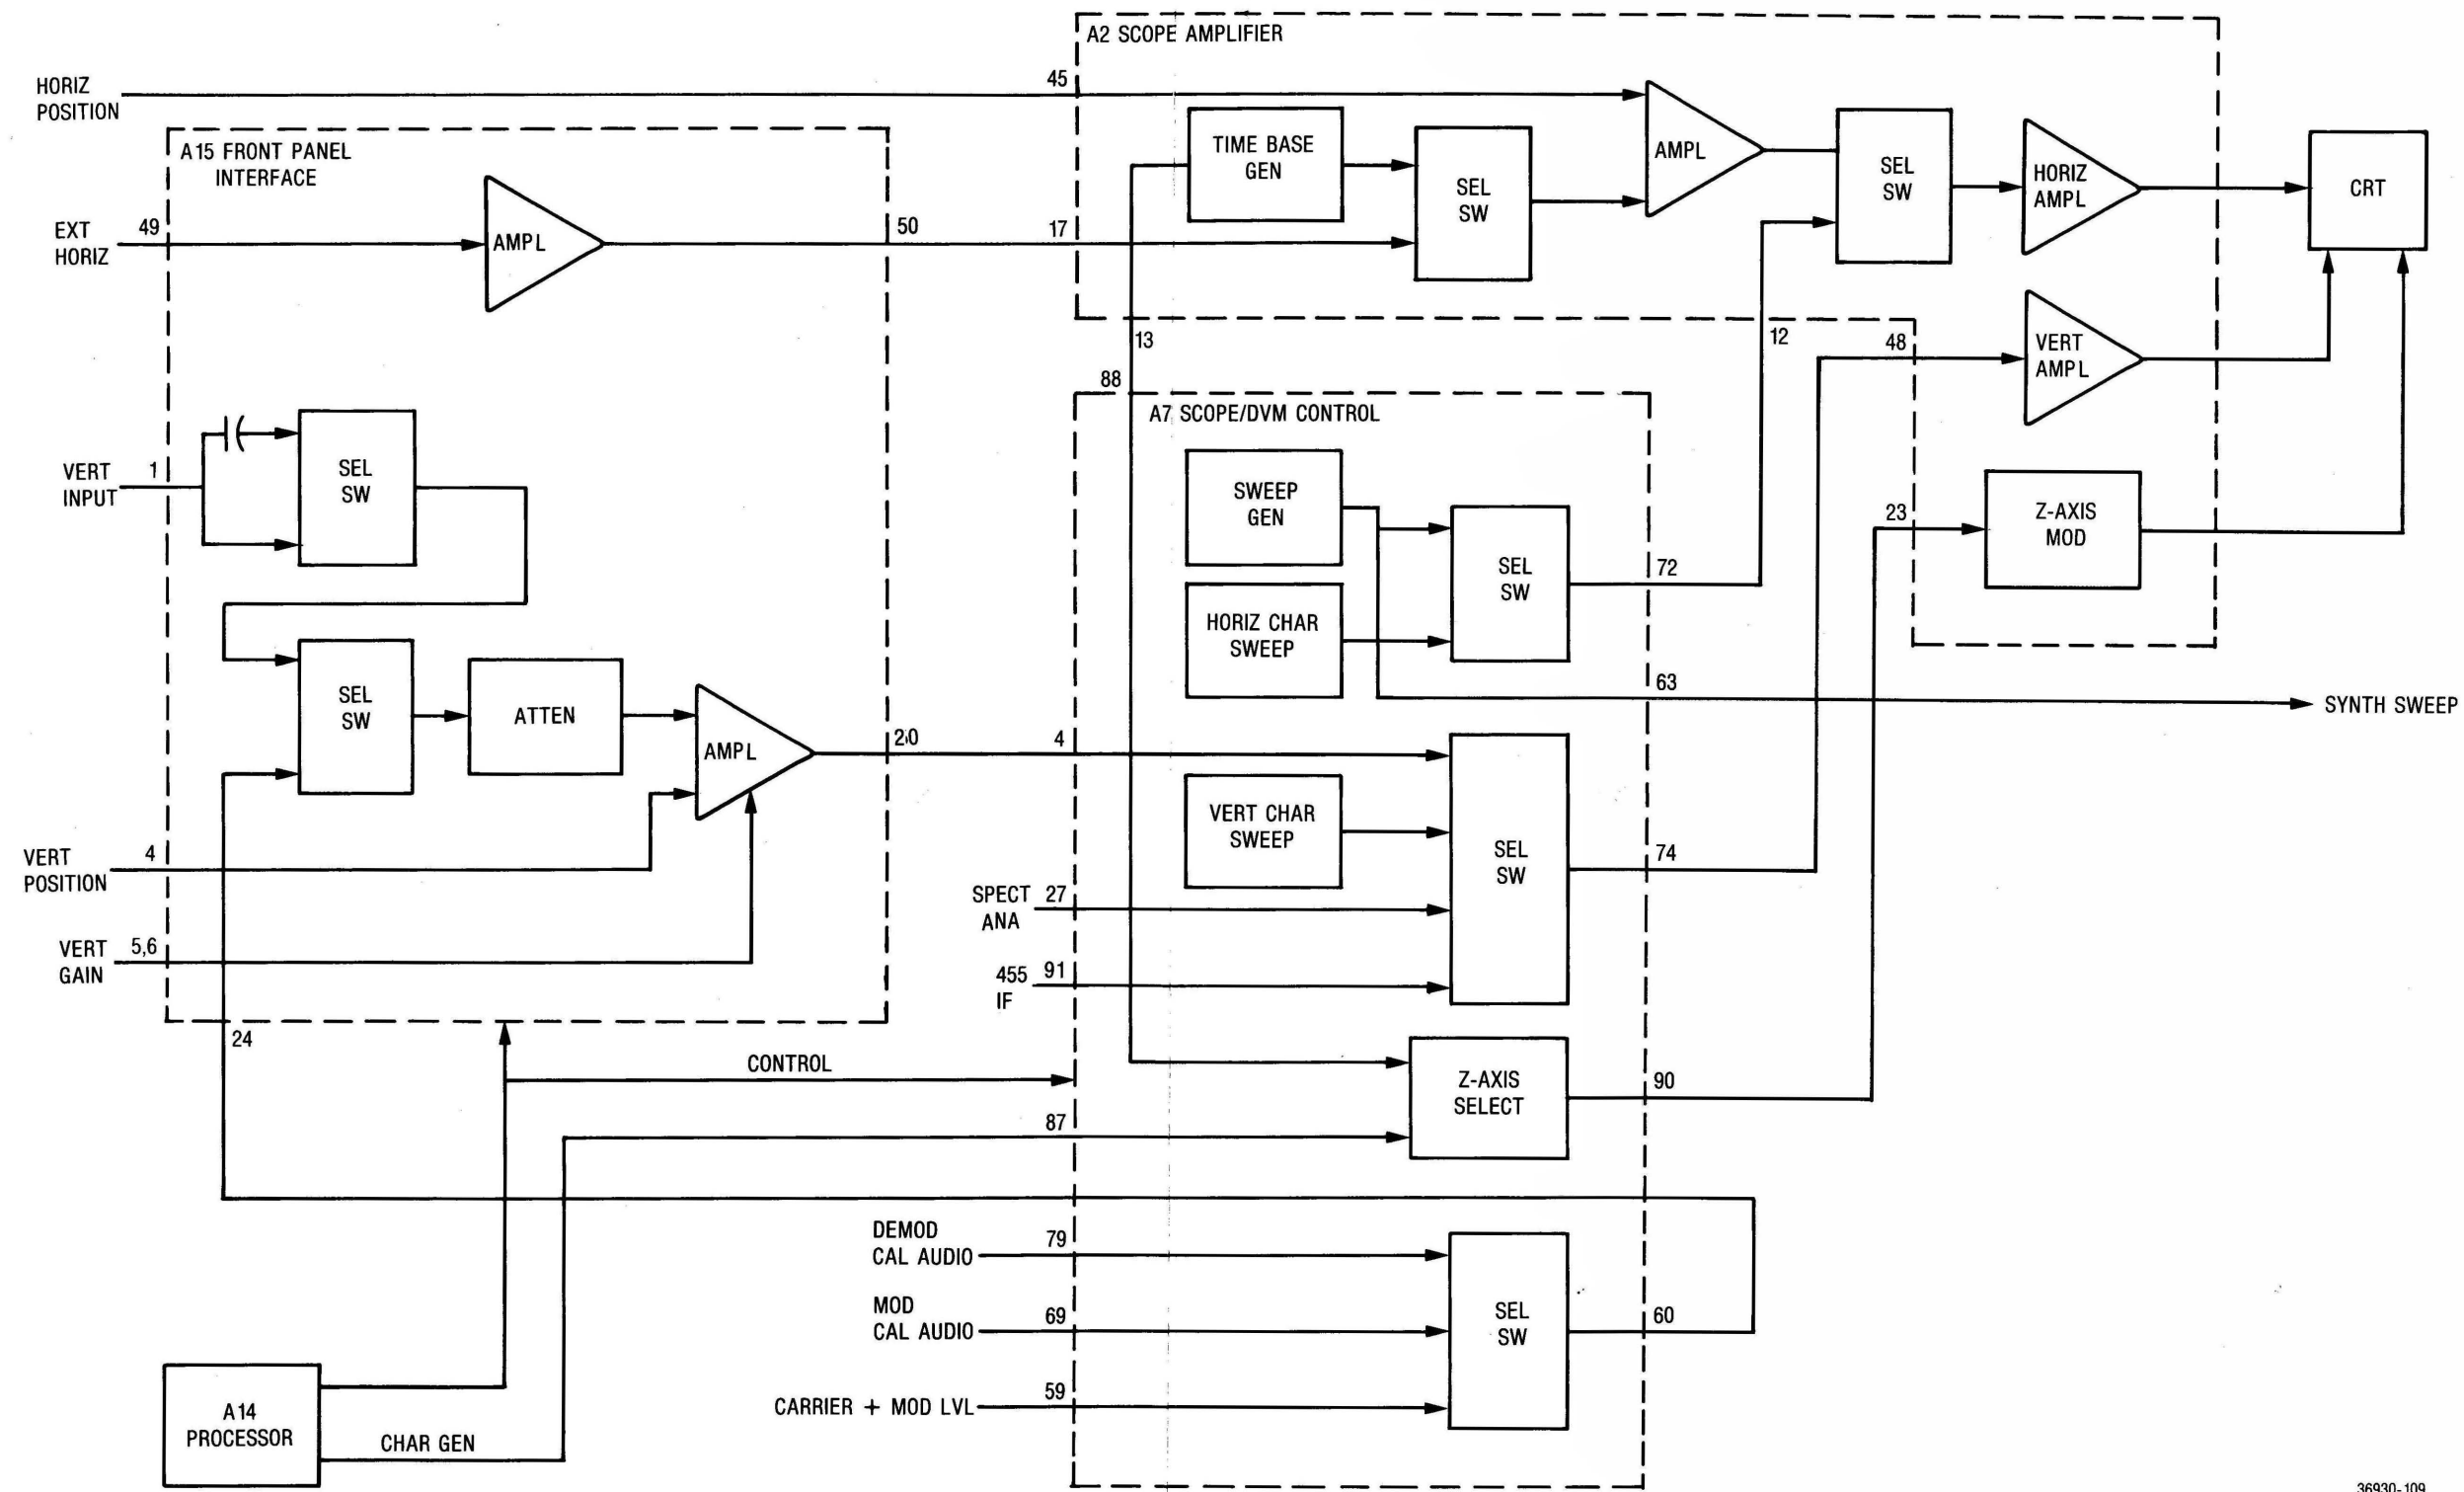 A2 SCOPE AMPLIFIER
HORIZ
POSITION
45
TIME BASE
GEN
SEL
SW
AMPL
SEL
SW
HORIZ
AMPL
CRT
A15 FRONT PANEL
INTERFACE
EXT
HORIZ
49
AMPL
50
17
13
12
48
VERT
AMPL
88
A7 SCOPE/DVM CONTROL
VERT
INPUT
1
SEL
SW
SWEEP
GEN
SEL
SW
72
23
Z-AXIS
MOD
HORIZ CHAR
SWEEP
63
SYNTH SWEEP
SEL
SW
ATTEN
AMPL
20
4
VERT CHAR
SWEEP
SEL
SW
74
VERT
POSITION
4
SPECT
ANA
27
VERT
GAIN
5,6
455
IF
91
24
CONTROL
Z-AXIS
SELECT
90
87
DEMOD
CAL AUDIO
79
MOD
CAL AUDIO
69
SEL
SW
60
CARRIER + MOD LVL
59
A14
PROCESSOR
CHAR GEN
36930-109